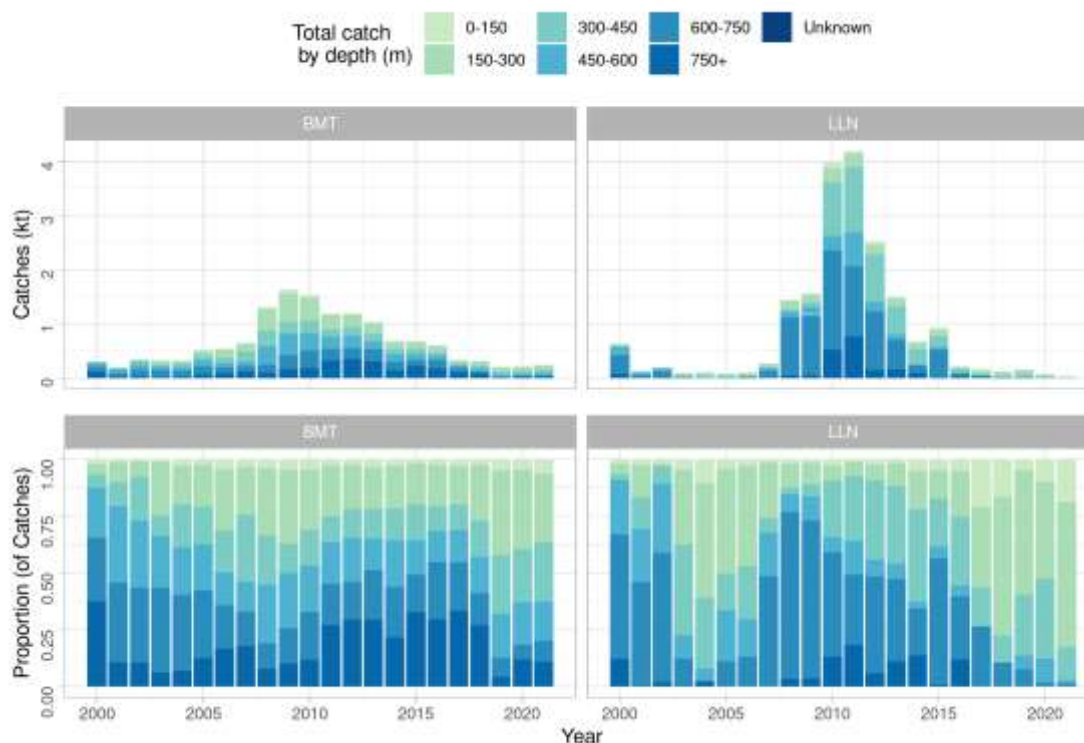 Total catch
by depth (m)
0-150
300-450
600-750
Unknown
150-300
450-600
750+
BMT
LLN
Catches (kt)
4
3
2
1
0
BMT
LLN
Proportion (of Catches)
1.00
0.75
0.50
0.25
0.00
2000
2005
2010
2015
2020
2000
2005
2010
2015
2020
Year